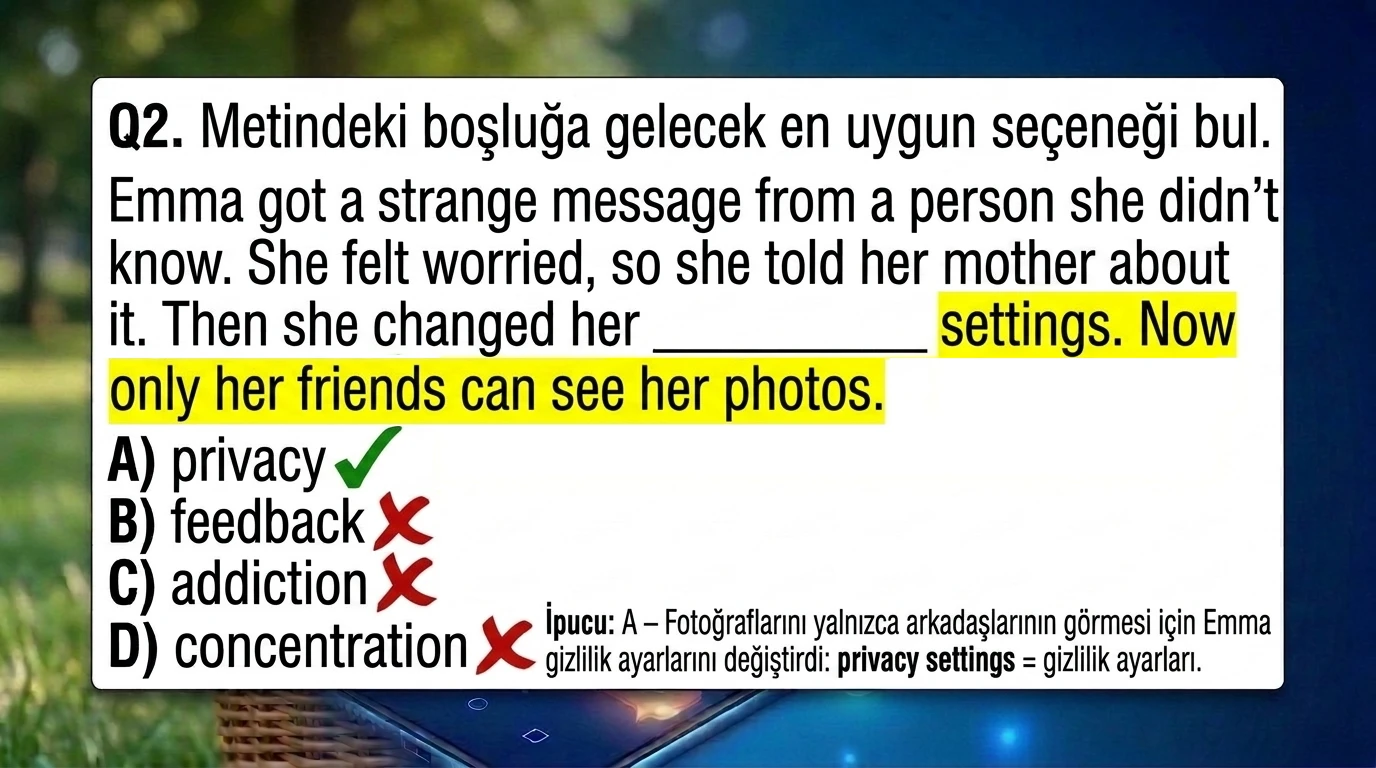 Q2. Metindeki boşluğa gelecek en uygun seçeneği bul.
Emma got a strange message from a person she didn’t
know. She felt worried, so she told her mother about
it. Then she changed her __________ settings. Now
only her friends can see her photos.
A) privacy
B) feedback
C) addiction
D) concentration
İpucu: A – Fotoğraflarını yalnızca arkadaşlarının görmesi için Emma
gizlilik ayarlarını değiştirdi: privacy settings = gizlilik ayarları.